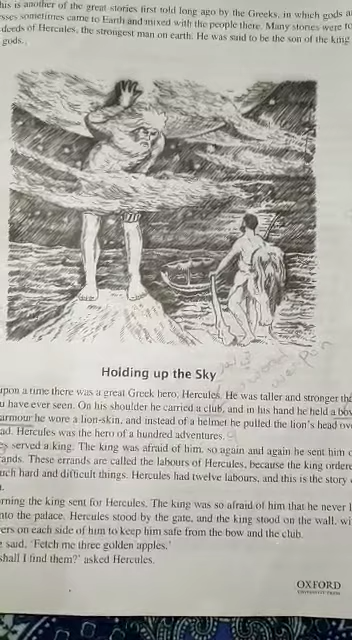 his is another of the great stories first told long ago by the Greeks, in which gods a
sses sometimes came to Earth and mixed with the people there. Many stories were to
deeds of Hercules, the strongest man on earth. He was said to be the son of the king
gods.
Holding up the Sky
upon a time there was a great Greek hero, Hercules. He was taller and stronger tha
u have ever seen. On his shoulder he carried a club, and in his hand he held a bow
armour he wore a lion-skin, and instead of a helmet he pulled the lion's head ove
ad. Hercules was the hero of a hundred adventures.
es served a king. The king was afraid of him, so again and again he sent him o
ands. These errands are called the labours of Hercules, because the king ordere
uch hard and difficult things. Hercules had twelve labours, and this is the story o
rning the king sent for Hercules. The king was so afraid of him that he never l
nto the palace. Hercules stood by the gate, and the king stood on the wall, wi
ers on each side of him to keep him safe from the bow and the club.
said, 'Fetch me three golden apples.'
shall I find them?' asked Hercules.
OXFORD
UNIVERSITY PRESS